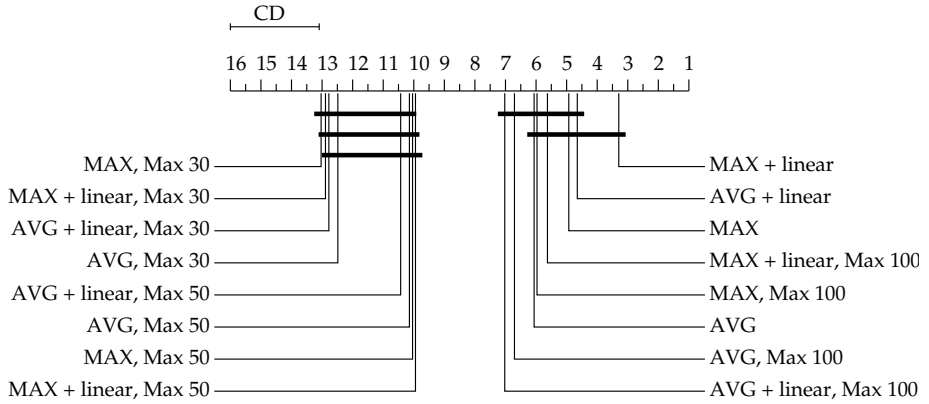 CD
16 15 14 13 12 11 10 9 8 7 6 5 4 3 2 1
MAX, Max 30
MAX + linear, Max 30
AVG + linear, Max 30
AVG, Max 30
AVG + linear, Max 50
AVG, Max 50
MAX, Max 50
MAX + linear, Max 50
MAX + linear
AVG + linear
MAX
MAX + linear, Max 100
MAX, Max 100
AVG
AVG, Max 100
AVG + linear, Max 100